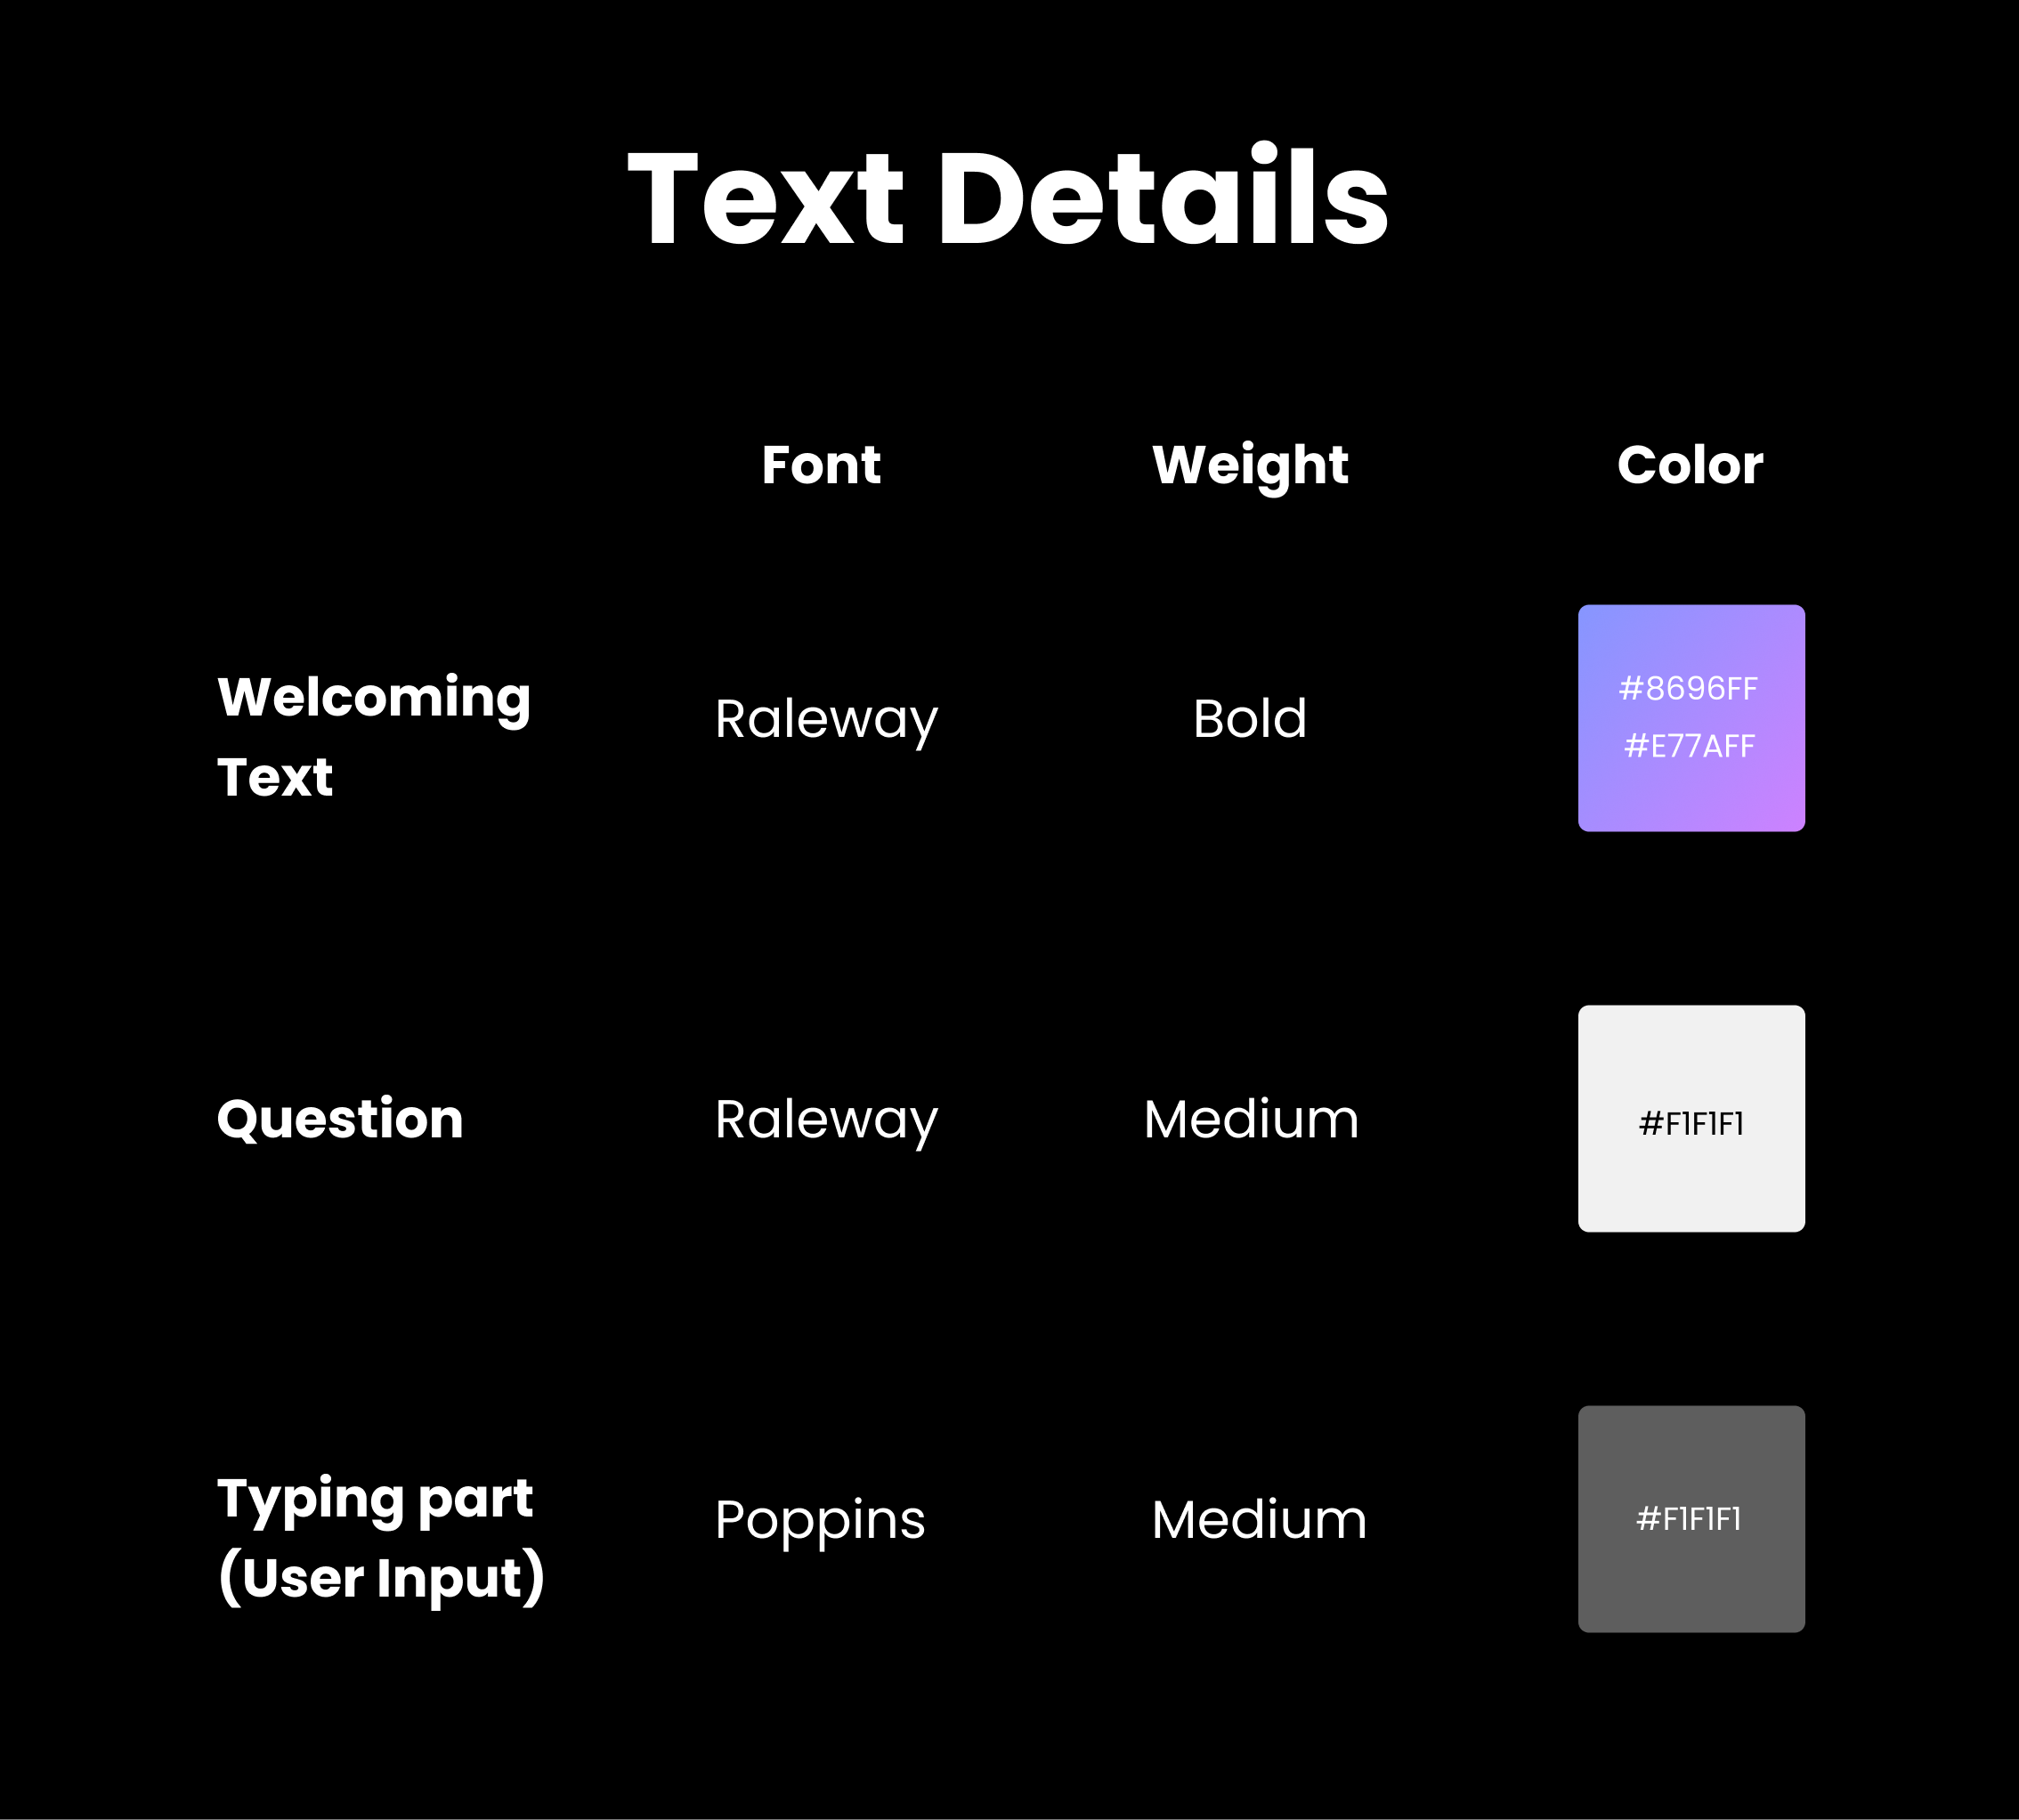 Text Details
Font Weight Color
Welcoming
Text
Raleway Bold
#8696FF
#E77AFF
Question Raleway Medium #F1F1F1
Typing part
(User Input)
Poppins Medium #F1F1F1